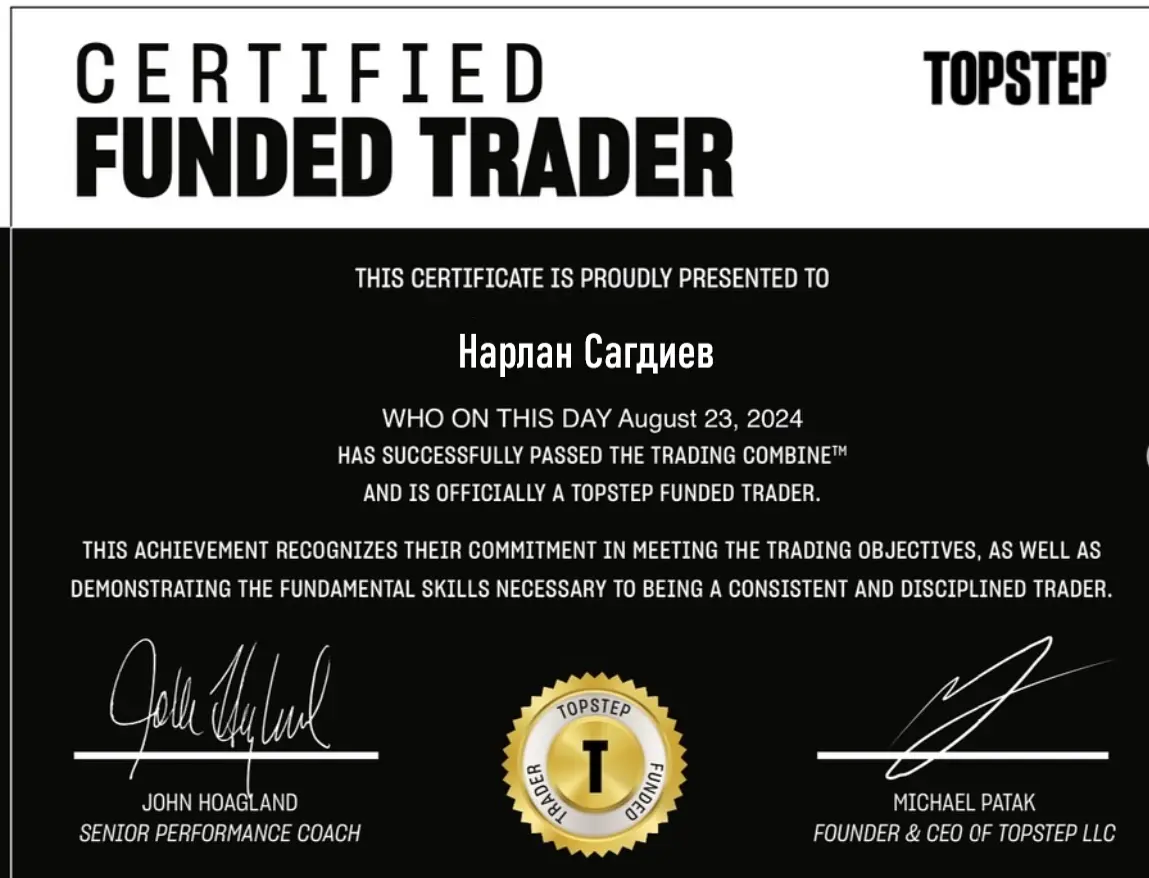 CERTIFIED
FUNDED TRADER
TOPSTEP
THIS CERTIFICATE IS PROUDLY PRESENTED TO
Нарлан Сагдиев
WHO ON THIS DAY August 23, 2024
HAS SUCCESSFULLY PASSED THE TRADING COMBINE™
AND IS OFFICIALLY A TOPSTEP FUNDED TRADER.
THIS ACHIEVEMENT RECOGNIZES THEIR COMMITMENT IN MEETING THE TRADING OBJECTIVES, AS WELL AS
DEMONSTRATING THE FUNDAMENTAL SKILLS NECESSARY TO BEING A CONSISTENT AND DISCIPLINED TRADER.
JOHN HOAGLAND
SENIOR PERFORMANCE COACH
TOPSTEP
T
FUNDED
TRADER
MICHAEL PATAK
FOUNDER & CEO OF TOPSTEP LLC